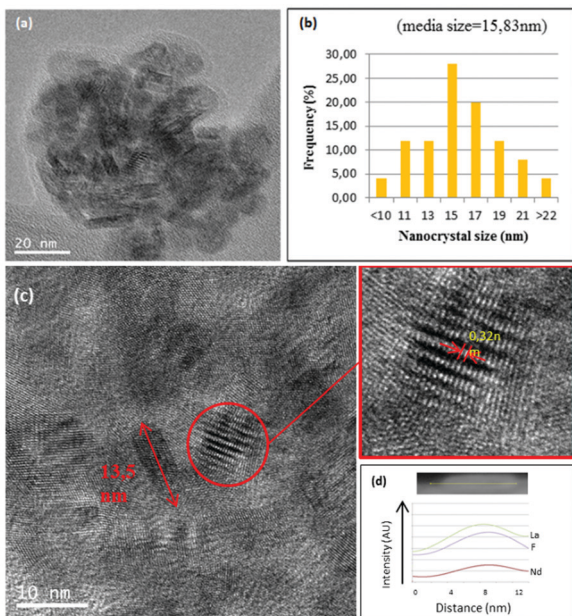 (a)
20 nm
(b)
(media size=15,83nm)
Frequency (%)
30,00
25,00
20,00
15,00
10,00
5,00
0,00
<10 11 13 15 17 19 21 >22
Nanocrystal size (nm)
(c)
13,5
nm
10 nm
0,32n
m
(d)
Intensity (AU)
La
F
Nd
0 4 8 12
Distance (nm)